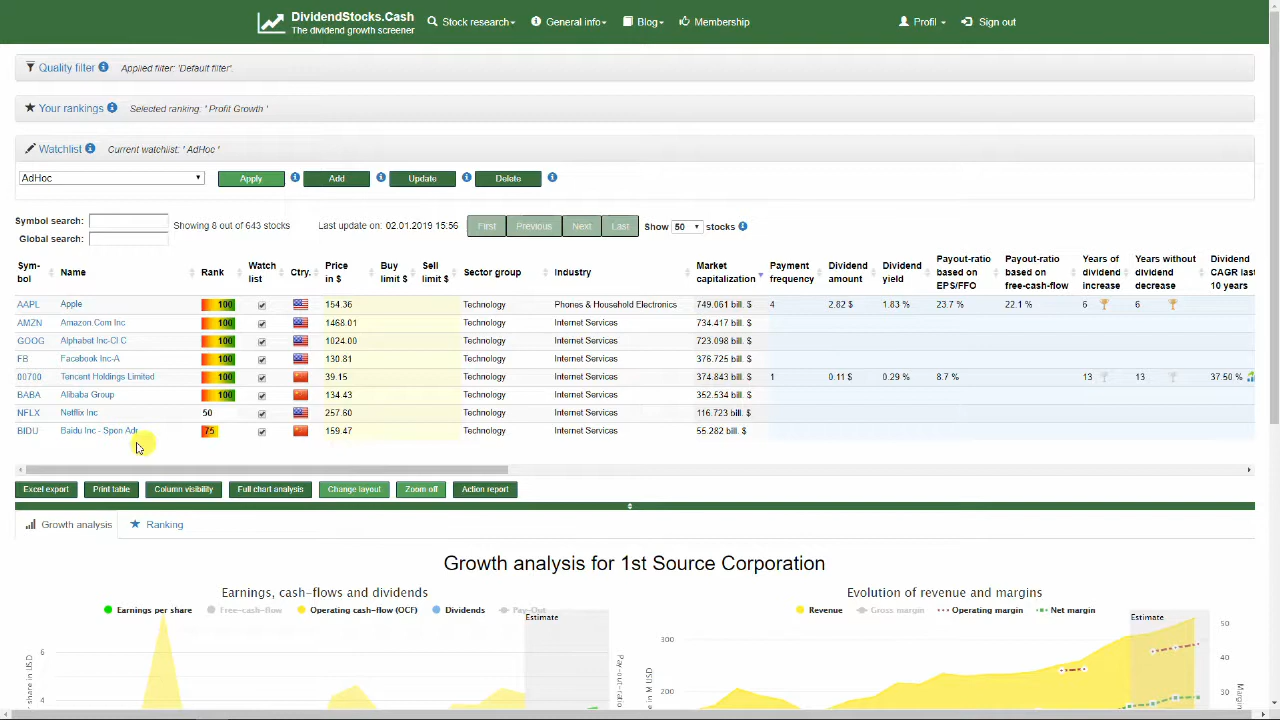 DividendStocks.Cash
The dividend growth screener
Stock research
General info
Blog
Membership
Profil
Sign out
Quality filter Applied filter: 'Default filter'.
Your rankings Selected ranking: 'Profit Growth '
Watchlist Current watchlist: ' AdHoc '
AdHoc Apply Add Update Delete
Symbol search: Showing 8 out of 643 stocks Last update on: 02.01.2019 15:56 First Previous Next Last Show 50 stocks
Global search:
Sym- Name Rank Watch Ctry. Price Buy Sell Sector group Industry Market Payment Dividend Dividend Payout-ratio Payout-ratio Years of Years without Dividend
bol list in $ limit $ limit $ capitalization frequency amount yield based on based on dividend dividend CAGR last
EPS/FFO free-cash-flow increase decrease 10 years
AAPL Apple 100 154.36 Technology Phones & Household Electronics 749.061 bill. $ 4 2.82 $ 1.83 % 23.7 % 22.1 % 6 6
AMZN Amazon.Com Inc 100 1468.01 Technology Internet Services 734.417 bill. $
GOOG Alphabet Inc-Cl C 100 1024.00 Technology Internet Services 723.098 bill. $
FB Facebook Inc-A 100 130.81 Technology Internet Services 376.725 bill. $
00700 Tencent Holdings Limited 100 39.15 Technology Internet Services 374.843 bill. $ 1 0.11 $ 0.29 % 8.7 % 13 13 37.50 %
BABA Alibaba Group 100 134.43 Technology Internet Services 352.534 bill. $
NFLX Netflix Inc 50 257.60 Technology Internet Services 116.723 bill. $
BIDU Baidu Inc - Spon Adr 75 159.47 Technology Internet Services 55.282 bill. $
Excel export Print table Column visibility Full chart analysis Change layout Zoom off Action report
Growth analysis Ranking
Growth analysis for 1st Source Corporation
Earnings, cash-flows and dividends
Earnings per share Free-cash-flow Operating cash-flow (OCF) Dividends Pay-Out
Estimate
6
4
Evolution of revenue and margins
Revenue Gross margin Operating margin Net margin
Estimate
300
200
50
40
30